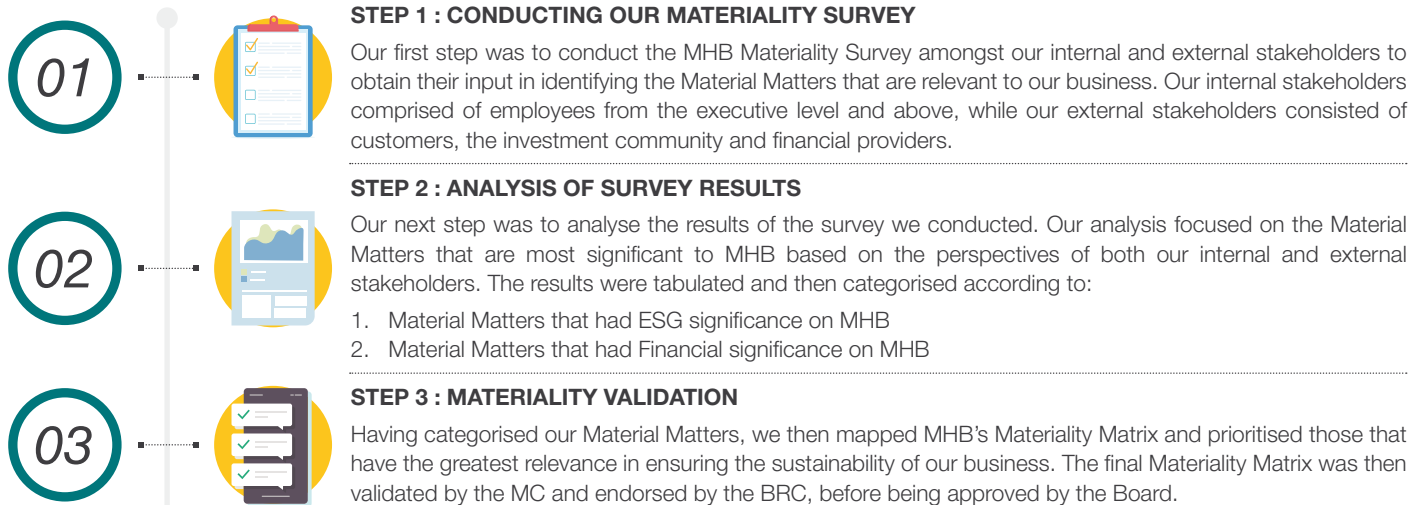 01
STEP 1 : CONDUCTING OUR MATERIALITY SURVEY
Our first step was to conduct the MHB Materiality Survey amongst our internal and external stakeholders to
obtain their input in identifying the Material Matters that are relevant to our business. Our internal stakeholders
comprised of employees from the executive level and above, while our external stakeholders consisted of
customers, the investment community and financial providers.
02
STEP 2 : ANALYSIS OF SURVEY RESULTS
Our next step was to analyse the results of the survey we conducted. Our analysis focused on the Material
Matters that are most significant to MHB based on the perspectives of both our internal and external
stakeholders. The results were tabulated and then categorised according to:
1. Material Matters that had ESG significance on MHB
2. Material Matters that had Financial significance on MHB
03
STEP 3 : MATERIALITY VALIDATION
Having categorised our Material Matters, we then mapped MHB's Materiality Matrix and prioritised those that
have the greatest relevance in ensuring the sustainability of our business. The final Materiality Matrix was then
validated by the MC and endorsed by the BRC, before being approved by the Board.